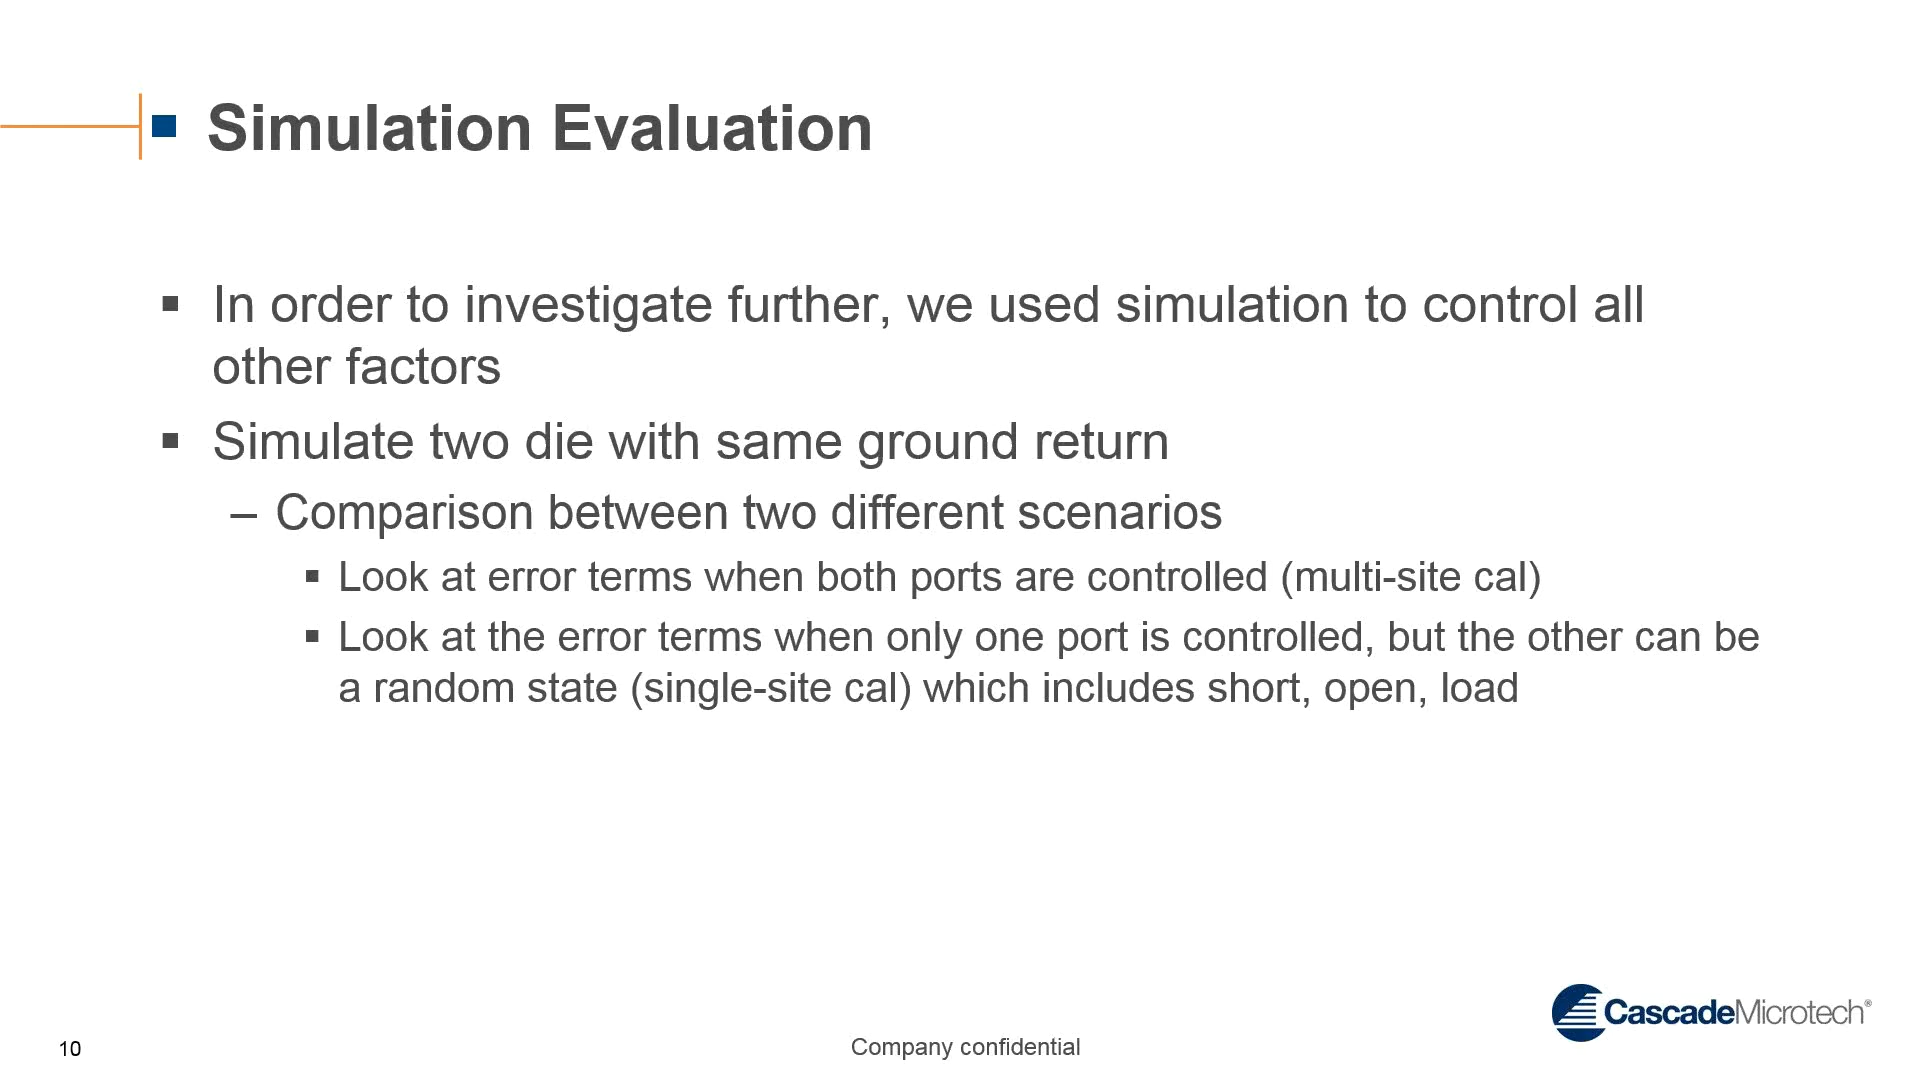 Simulation Evaluation
▪ In order to investigate further, we used simulation to control all
other factors
▪ Simulate two die with same ground return
– Comparison between two different scenarios
▪ Look at error terms when both ports are controlled (multi-site cal)
▪ Look at the error terms when only one port is controlled, but the other can be
a random state (single-site cal) which includes short, open, load
CascadeMicrotech®
10
Company confidential